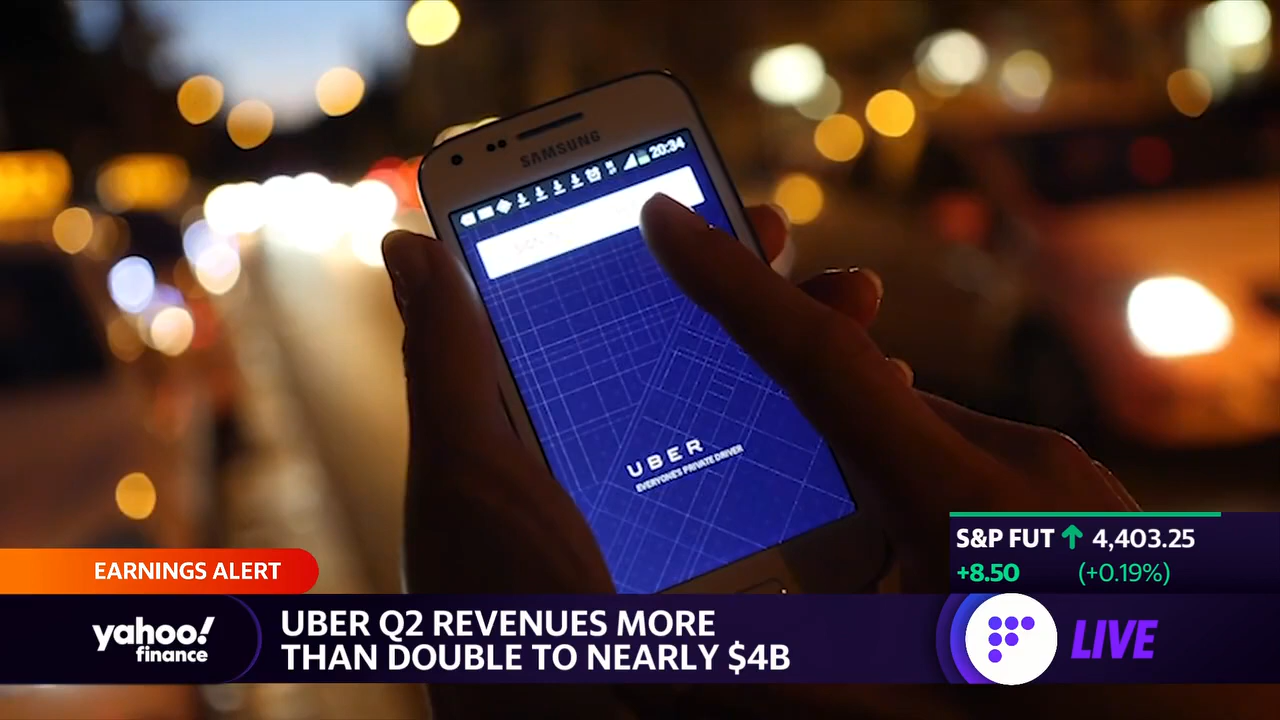 SAMSUNG
20:34
UBER
EVERYONE'S PRIVATE DRIVER
S&P FUT 4,403.25
+8.50 (+0.19%)
EARNINGS ALERT
yahoo!
finance
UBER Q2 REVENUES MORE
THAN DOUBLE TO NEARLY $4B
LIVE